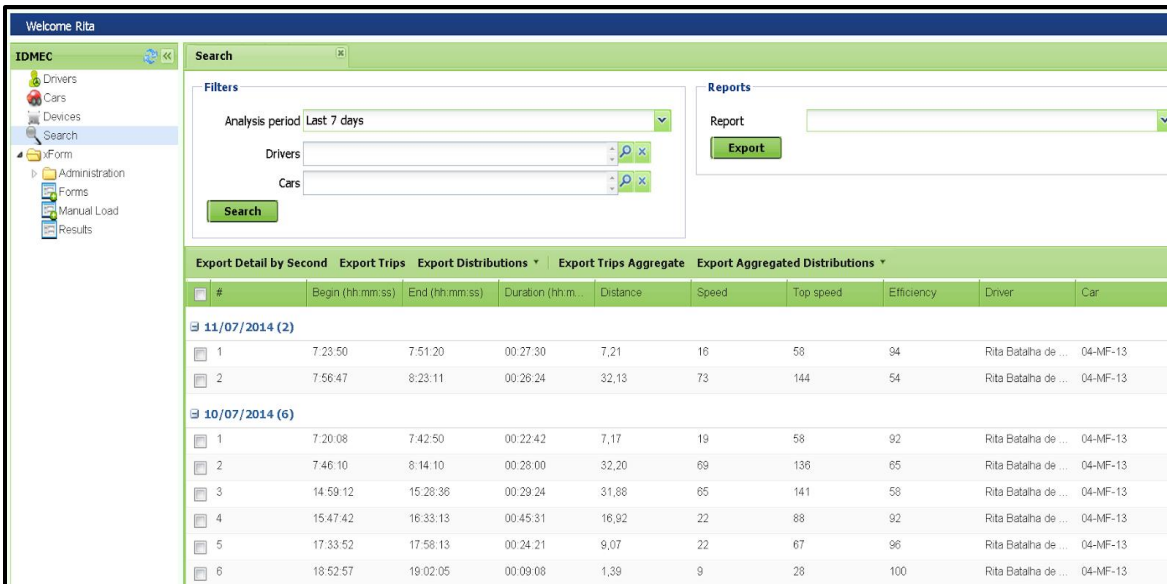 Welcome Rita
IDMEC
Drivers
Cars
Devices
Search
xForm
Administration
Forms
Manual Load
Results
Search
Filters
Analysis period Last 7 days
Drivers
Cars
Search
Reports
Report
Export
Export Detail by Second Export Trips Export Distributions Export Trips Aggregate Export Aggregated Distributions
# Begin (hh:mm:ss) End (hh:mm:ss) Duration (hh:m... Distance Speed Top speed Efficiency Driver Car
11/07/2014 (2)
1 7:23:50 7:51:20 00:27:30 7,21 16 58 94 Rita Batalha de ... 04-MF-13
2 7:56:47 8:23:11 00:26:24 32,13 73 144 54 Rita Batalha de ... 04-MF-13
10/07/2014 (6)
1 7:20:08 7:42:50 00:22:42 7,17 19 58 92 Rita Batalha de ... 04-MF-13
2 7:46:10 8:14:10 00:28:00 32,20 69 136 65 Rita Batalha de ... 04-MF-13
3 14:59:12 15:28:36 00:29:24 31,88 65 141 58 Rita Batalha de ... 04-MF-13
4 15:47:42 16:33:13 00:45:31 16,92 22 88 92 Rita Batalha de ... 04-MF-13
5 17:33:52 17:58:13 00:24:21 9,07 22 67 96 Rita Batalha de ... 04-MF-13
6 18:52:57 19:02:05 00:09:08 1,39 9 28 100 Rita Batalha de ... 04-MF-13